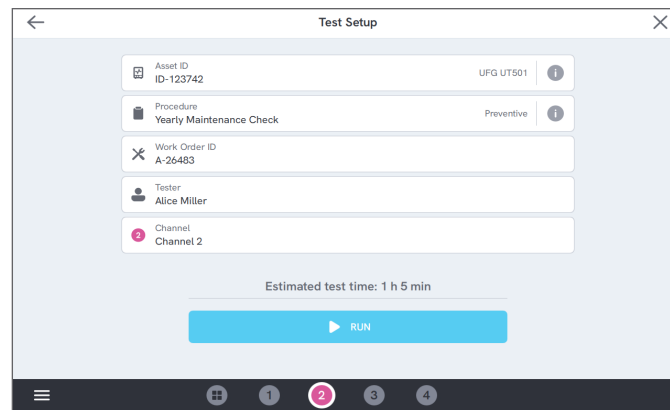 Test Setup
Asset ID
ID-123742
UFG UT501
i
Procedure
Yearly Maintenance Check
Preventive
i
Work Order ID
A-26483
Tester
Alice Miller
2
Channel
Channel 2
Estimated test time: 1 h 5 min
RUN
1 2 3 4